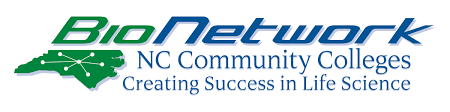 BioNetwork
NC Community Colleges
Creating Success in Life Science